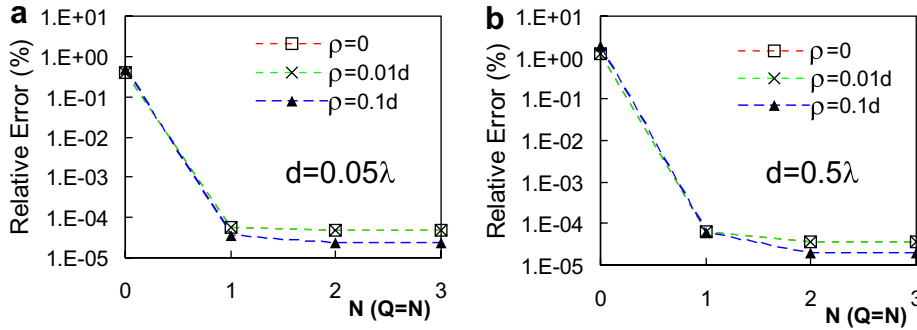 a
1.E+01
1.E+00
1.E-01
1.E-02
1.E-03
1.E-04
1.E-05
Relative Error (%)
ρ=0
ρ=0.01d
ρ=0.1d
d=0.05λ
0 1 2 3
N (Q=N)
b
1.E+01
1.E+00
1.E-01
1.E-02
1.E-03
1.E-04
1.E-05
Relative Error (%)
ρ=0
ρ=0.01d
ρ=0.1d
d=0.5λ
0 1 2 3
N (Q=N)